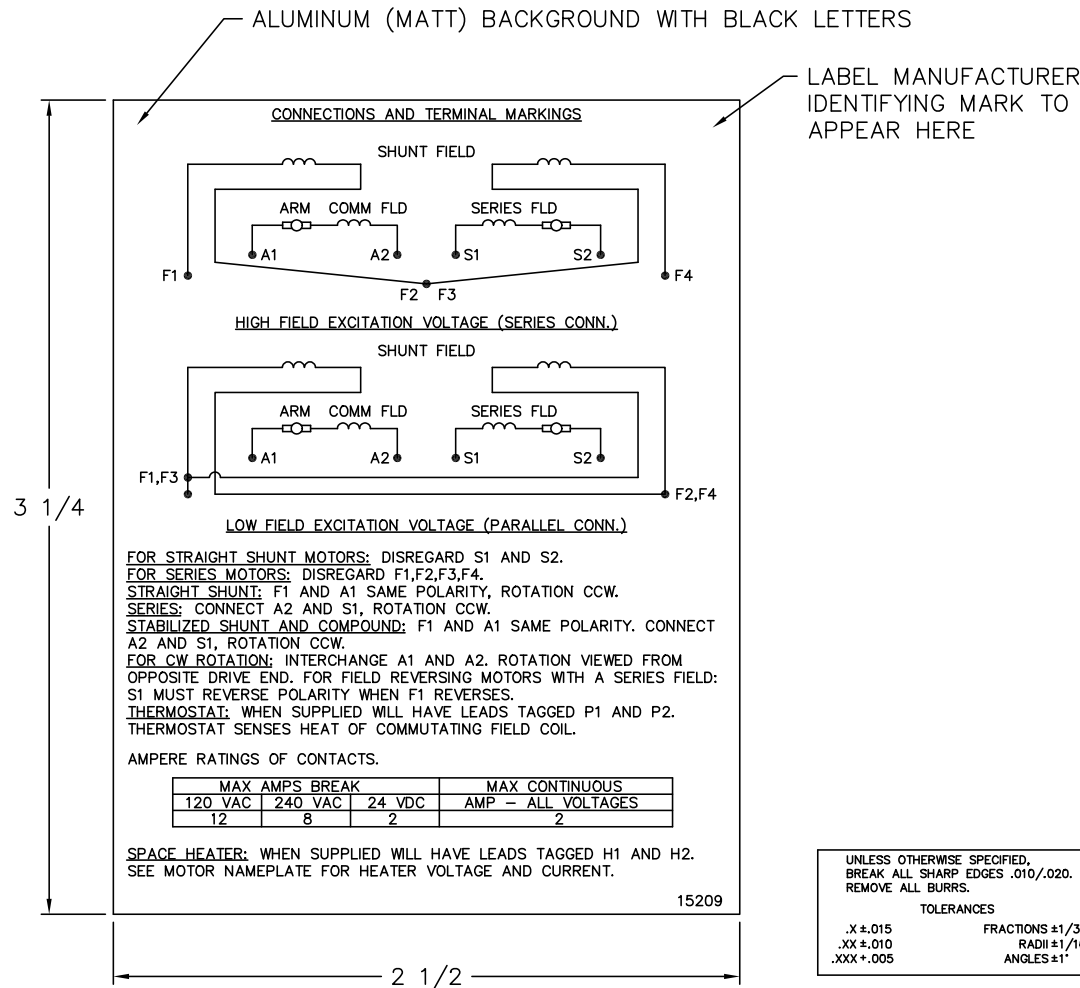 ALUMINUM (MATT) BACKGROUND WITH BLACK LETTERS
LABEL MANUFACTURER
IDENTIFYING MARK TO
APPEAR HERE
CONNECTIONS AND TERMINAL MARKINGS
SHUNT FIELD
ARM COMM FLD SERIES FLD
A1 A2 S1 S2
F1 F4
F2 F3
HIGH FIELD EXCITATION VOLTAGE (SERIES CONN.)
SHUNT FIELD
ARM COMM FLD SERIES FLD
A1 A2 S1 S2
F1,F3
F2,F4
3 1/4
LOW FIELD EXCITATION VOLTAGE (PARALLEL CONN.)
FOR STRAIGHT SHUNT MOTORS: DISREGARD S1 AND S2.
FOR SERIES MOTORS: DISREGARD F1,F2,F3,F4.
STRAIGHT SHUNT: F1 AND A1 SAME POLARITY, ROTATION CCW.
SERIES: CONNECT A2 AND S1, ROTATION CCW.
STABILIZED SHUNT AND COMPOUND: F1 AND A1 SAME POLARITY. CONNECT
A2 AND S1, ROTATION CCW.
FOR CW ROTATION: INTERCHANGE A1 AND A2. ROTATION VIEWED FROM
OPPOSITE DRIVE END. FOR FIELD REVERSING MOTORS WITH A SERIES FIELD:
S1 MUST REVERSE POLARITY WHEN F1 REVERSES.
THERMOSTAT: WHEN SUPPLIED WILL HAVE LEADS TAGGED P1 AND P2.
THERMOSTAT SENSES HEAT OF COMMUTATING FIELD COIL.
AMPERE RATINGS OF CONTACTS.
MAX AMPS BREAK MAX CONTINUOUS
120 VAC 240 VAC 24 VDC AMP – ALL VOLTAGES
12 8 2 2
SPACE HEATER: WHEN SUPPLIED WILL HAVE LEADS TAGGED H1 AND H2.
SEE MOTOR NAMEPLATE FOR HEATER VOLTAGE AND CURRENT.
15209
2 1/2
UNLESS OTHERWISE SPECIFIED,
BREAK ALL SHARP EDGES .010/.020.
REMOVE ALL BURRS.
TOLERANCES
.X ±.015 FRACTIONS
.XX ±.010 RADII
.XXX +.005 ANGLES ±1°